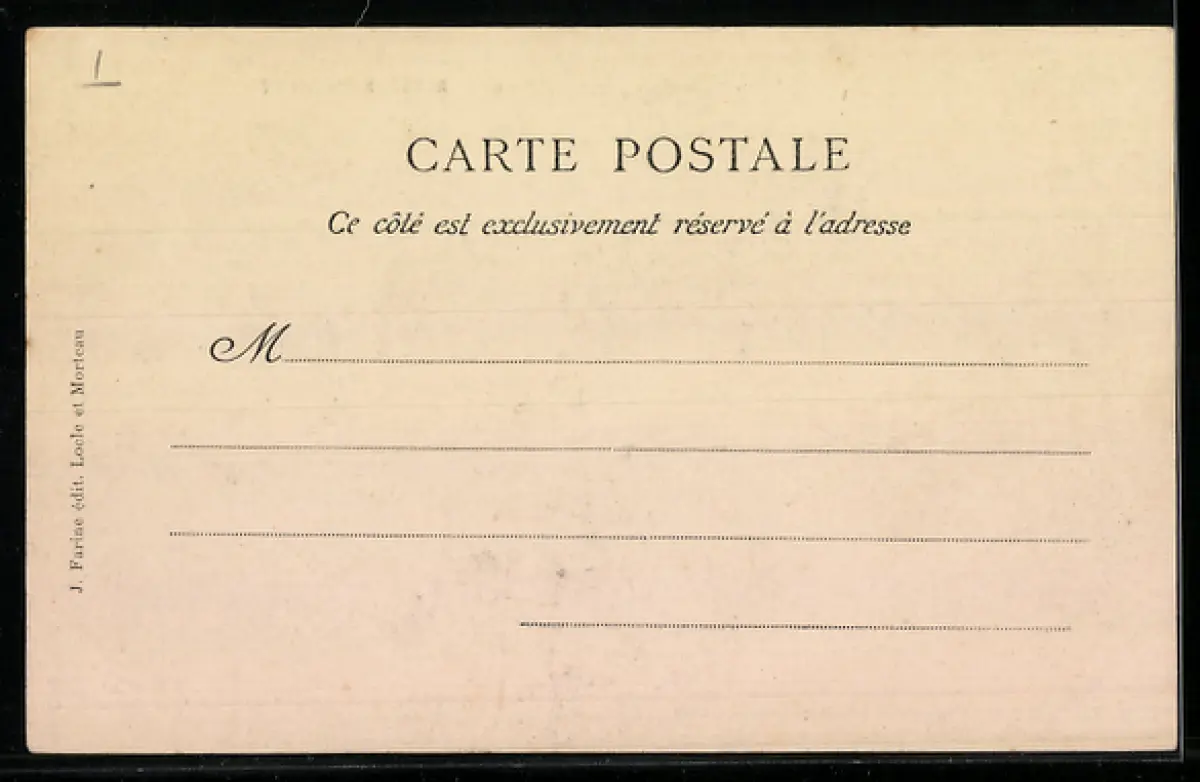 1
CARTE POSTALE
Ce côté est exclusivement réservé à l'adresse
M
J. Farine édit. Locle et Morteau